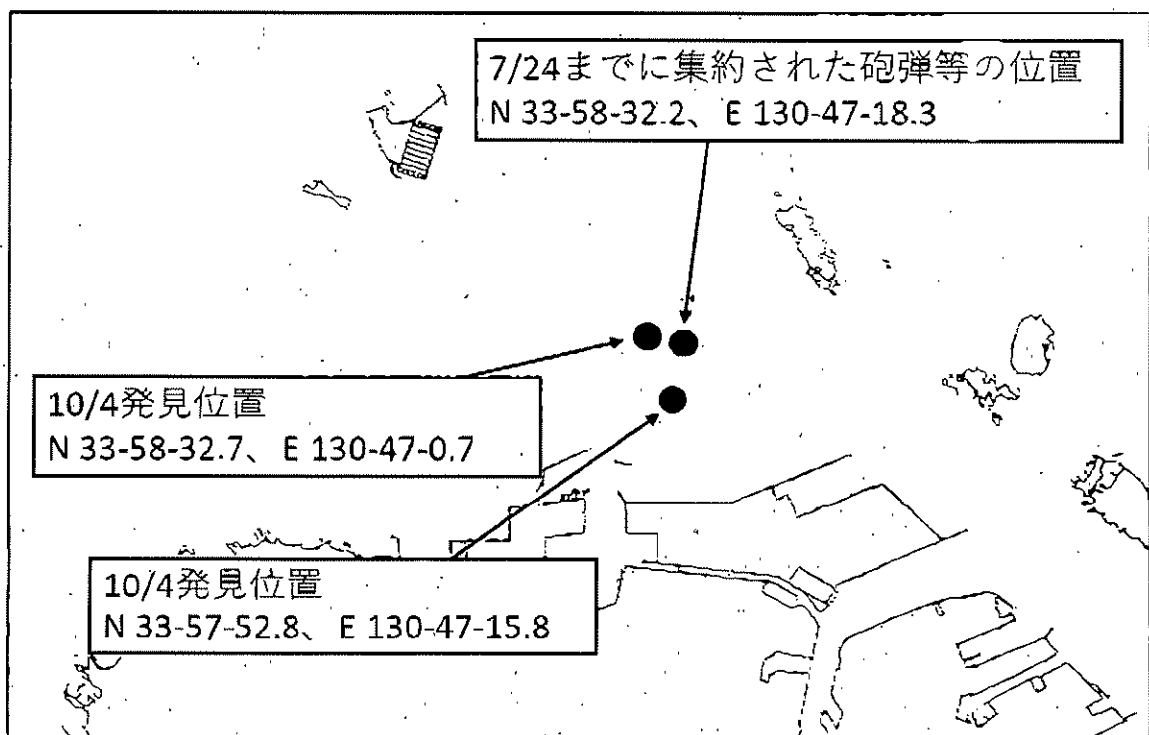 7/24までに集約された砲弾等の位置
N 33-58-32.2、E 130-47-18.3
10/4発見位置
N 33-58-32.7、E 130-47-0.7
10/4発見位置
N 33-57-52.8、E 130-47-15.8